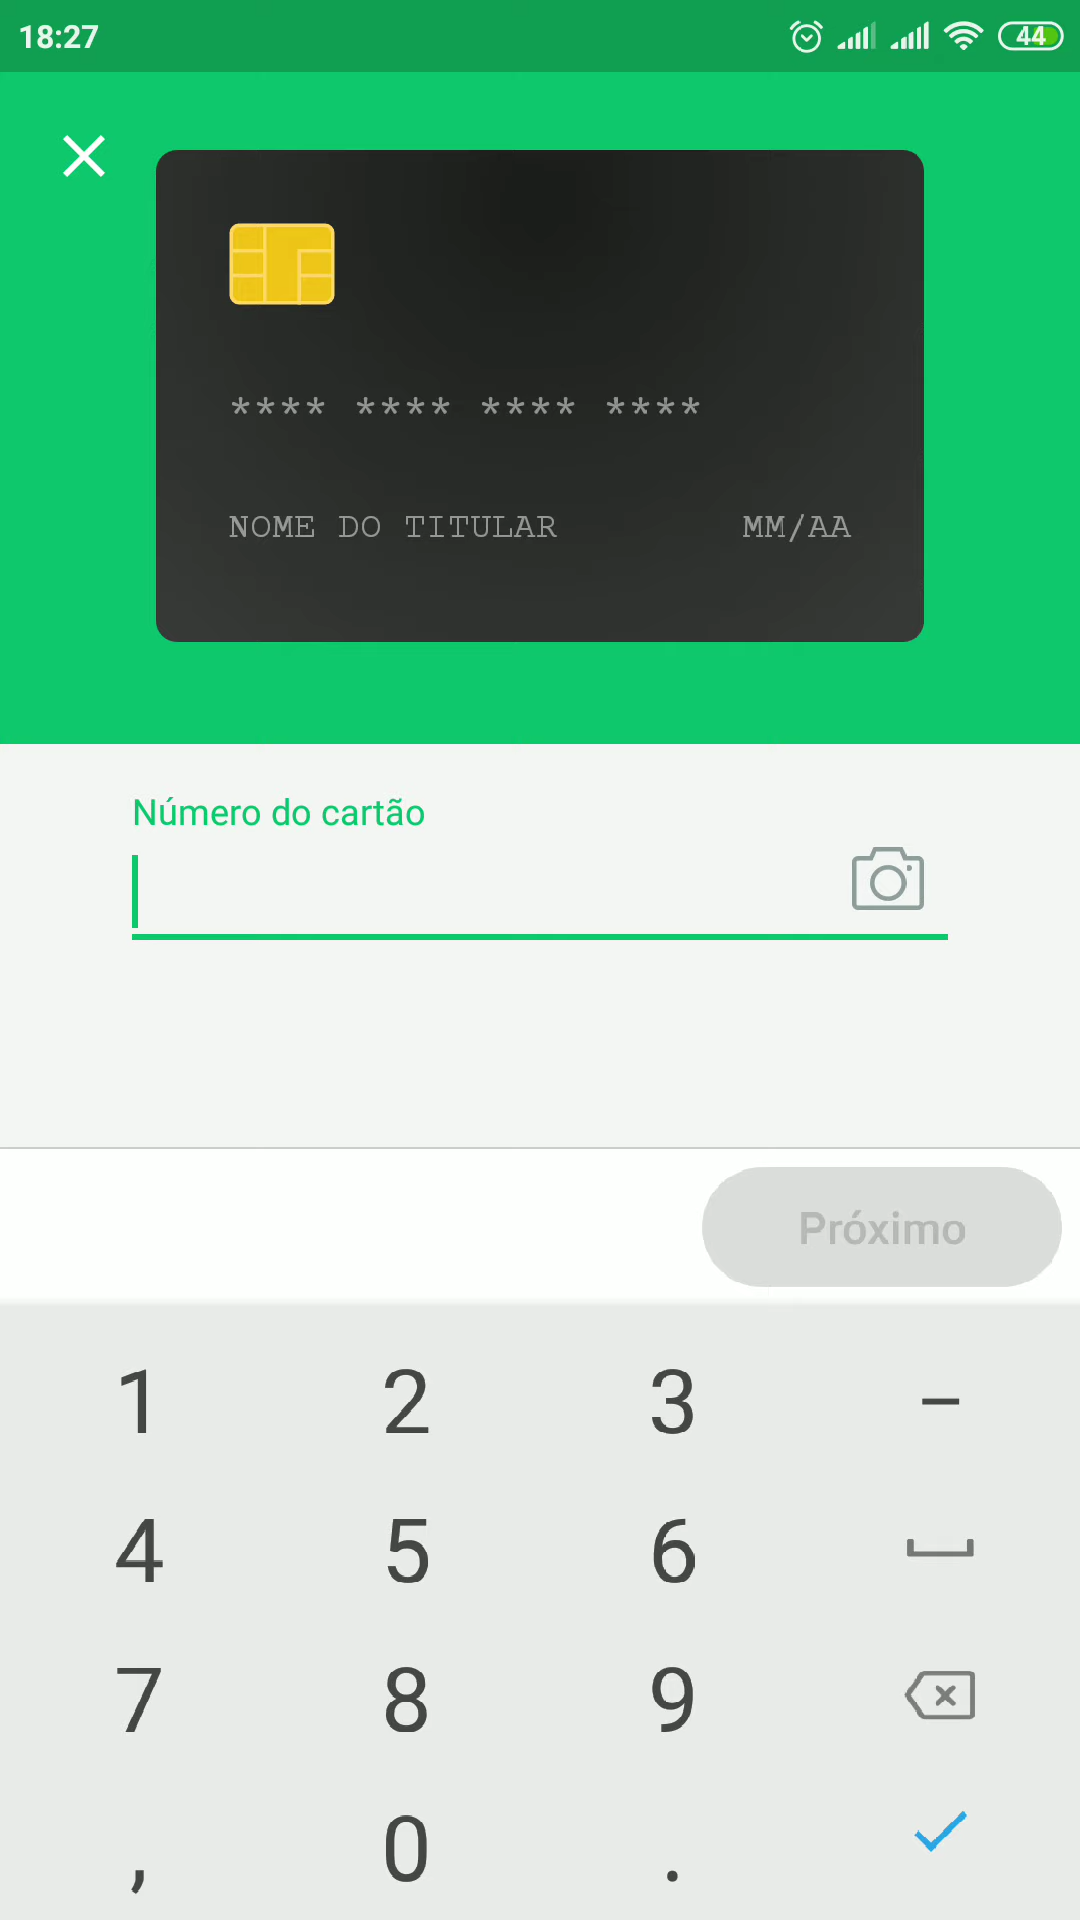 18:27
44
**** **** **** ****
NOME DO TITULAR MM/AA
Número do cartão
Próximo
1 2 3 –
4 5 6
7 8 9
, 0 .